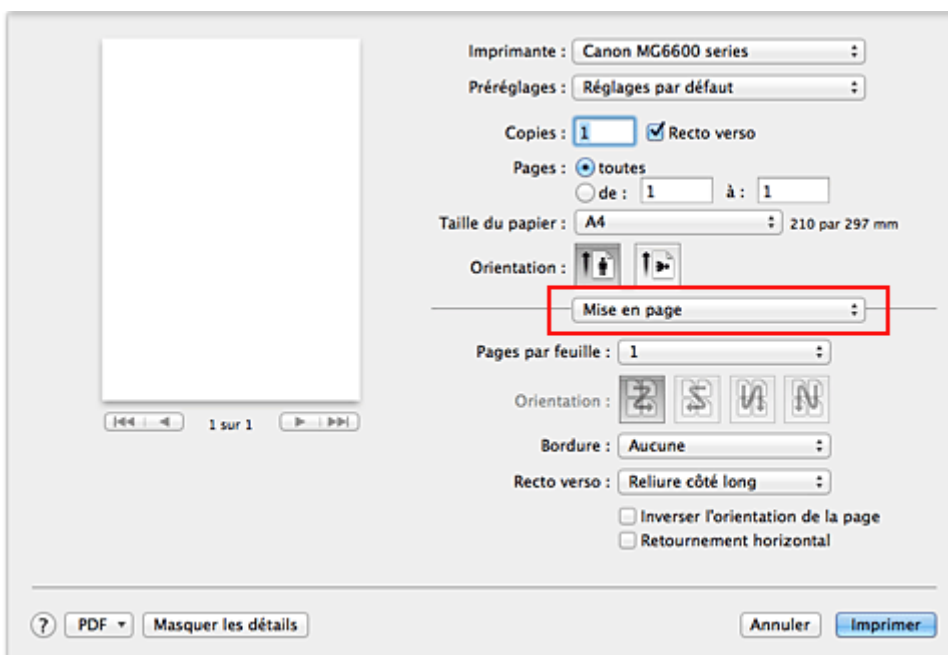 Imprimante : Canon MG6600 series
Préréglages : Réglages par défaut
Copies : 1 Recto verso
Pages : toutes
de : 1 à : 1
Taille du papier : A4 210 par 297 mm
Orientation :
Mise en page
Pages par feuille : 1
Orientation :
Bordure : Aucune
Recto verso : Reliure côté long
Inverser l'orientation de la page
Retournement horizontal
1 sur 1
? PDF Masquer les détails Annuler Imprimer